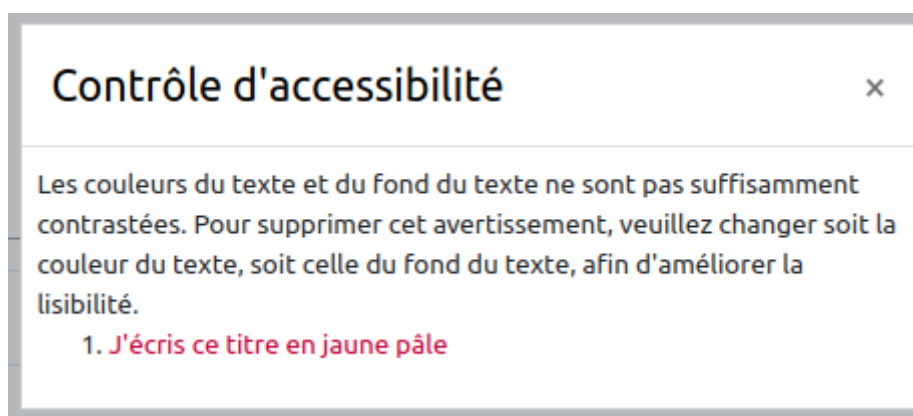 Contrôle d'accessibilité ×
Les couleurs du texte et du fond du texte ne sont pas suffisamment
contrastées. Pour supprimer cet avertissement, veuillez changer soit la
couleur du texte, soit celle du fond du texte, afin d'améliorer la
lisibilité.
1. J'écris ce titre en jaune pâle